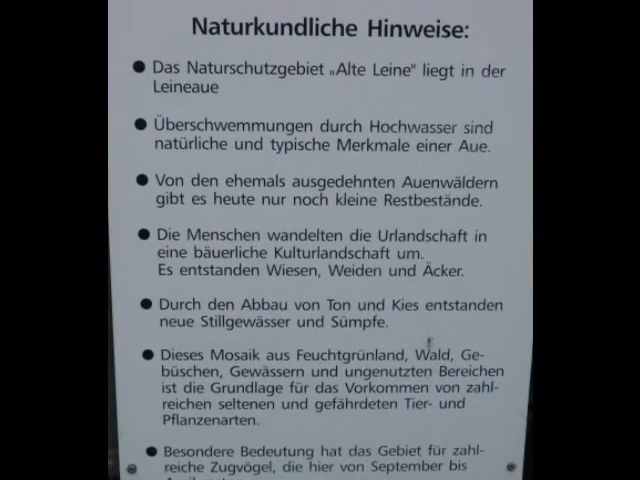 Naturkundliche Hinweise:
● Das Naturschutzgebiet „Alte Leine" liegt in der
Leineaue
● Überschwemmungen durch Hochwasser sind
natürliche und typische Merkmale einer Aue.
● Von den ehemals ausgedehnten Auenwäldern
gibt es heute nur noch kleine Restbestände.
● Die Menschen wandelten die Urlandschaft in
eine bäuerliche Kulturlandschaft um.
Es entstanden Wiesen, Weiden und Äcker.
● Durch den Abbau von Ton und Kies entstanden
neue Stillgewässer und Sümpfe.
● Dieses Mosaik aus Feuchtgrünland, Wald, Ge-
büschen, Gewässern und ungenutzten Bereichen
ist die Grundlage für das Vorkommen von zahl-
reichen seltenen und gefährdeten Tier- und
Pflanzenarten.
● Besondere Bedeutung hat das Gebiet für zahl-
reiche Zugvögel, die hier von September bis